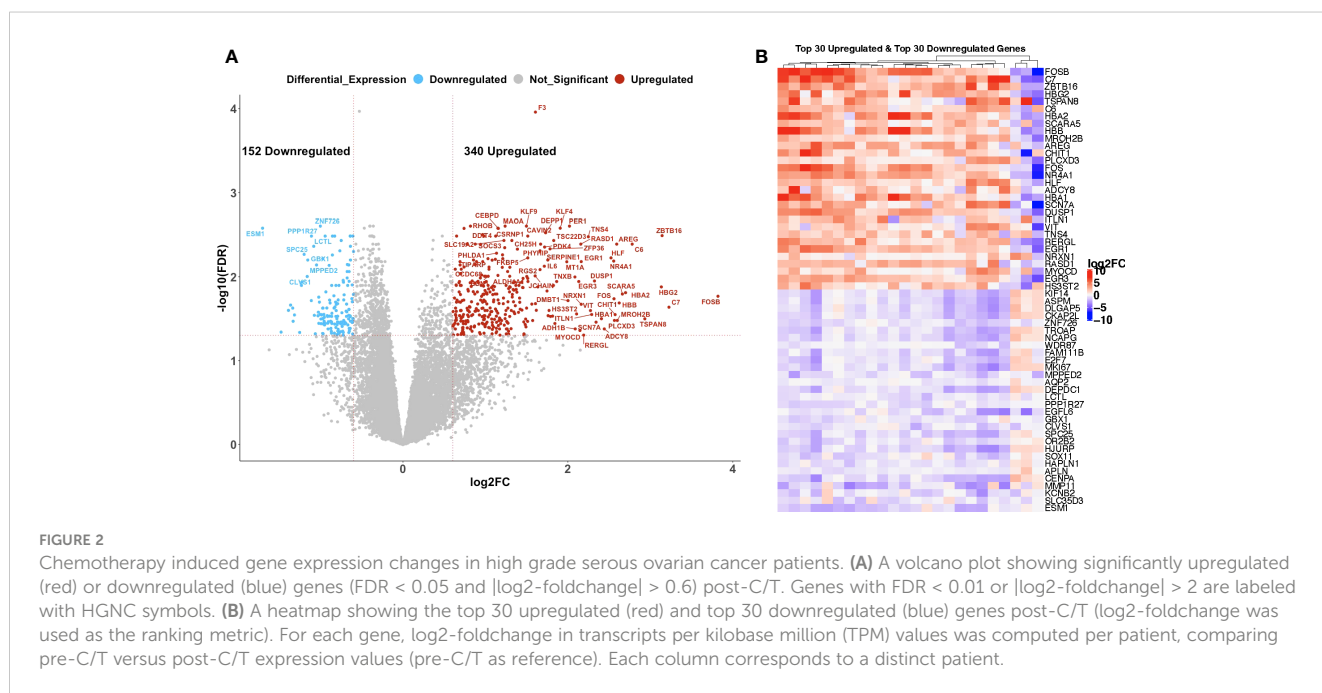 A
Differential_Expression Downregulated Not_Significant Upregulated
4
3
2
1
0
-log10(FDR)
0 2 4
log2FC
152 Downregulated
340 Upregulated
F3
ZNF726
ESM1
PPP1R27
LCTL
SPC25
GBX1
MPPED2
CLVS1
KLF9
KLF4
CEBPD
MAOA
DEPP1
PER1
RHOB
CAVIN2
TNS4
ZBTB16
DDIT4
CSRNP1
TSC22D3
RASD1
AREG
SLC19A2
SOCS3
CH25H
PDK4
ZFP36
C6
PHLDA1
PHYHIP
SERPINE1
EGR1
HLF
FKBP5
IL6
MT1A
NR4A1
RGS2
TNXB
DUSP1
JCHAIN
EGR3
SCARA5
HBG2
DMBT1
NRXN1
FOS
HBA2
C7
FOSB
VIT
CHIT1
HBB
HS3ST2
HBA1
MROH2B
ITLN1
TSPAN8
ADH1B
SCN7A
PLCXD3
MYOCD
ADCY8
RERGL
B
Top 30 Upregulated & Top 30 Downregulated Genes
FOSB
C7
ZBTB16
HBG2
TSPAN8
C6
HBA2
SCARA5
HBB
MROH2B
AREG
CHIT1
PLCXD3
FOS
NR4A1
HLF
ADCY8
HBA1
SCN7A
DUSP1
ITLN1
VIT
TNS4
RERGL
EGR1
NRXN1
RASD1
MYOCD
EGR3
HS3ST2
KIF14
ASPM
DLGAP5
CKAP2L
ZNF726
TROAP
NCAPG
WDR87
FAM111B
E2F7
MKI67
MPPED2
AQP2
DEPDC1
LCTL
PPP1R27
EGFL6
GBX1
CLVS1
SPC25
OR2B2
HJURP
SOX11
HAPLN1
APLN
CENPA
MMP11
KCNB2
SLC35D3
ESM1
log2FC
10
5
0
-5
-10
FIGURE 2
Chemotherapy induced gene expression changes in high grade serous ovarian cancer patients. (A) A volcano plot showing significantly upregulated
(red) or downregulated (blue) genes (FDR < 0.05 and |log2-foldchange| > 0.6) post-C/T. Genes with FDR < 0.01 or |log2-foldchange| > 2 are labeled
with HGNC symbols. (B) A heatmap showing the top 30 upregulated (red) and top 30 downregulated (blue) genes post-C/T (log2-foldchange was
used as the ranking metric). For each gene, log2-foldchange in transcripts per kilobase million (TPM) values was computed per patient, comparing
pre-C/T versus post-C/T expression values (pre-C/T as reference). Each column corresponds to a distinct patient.